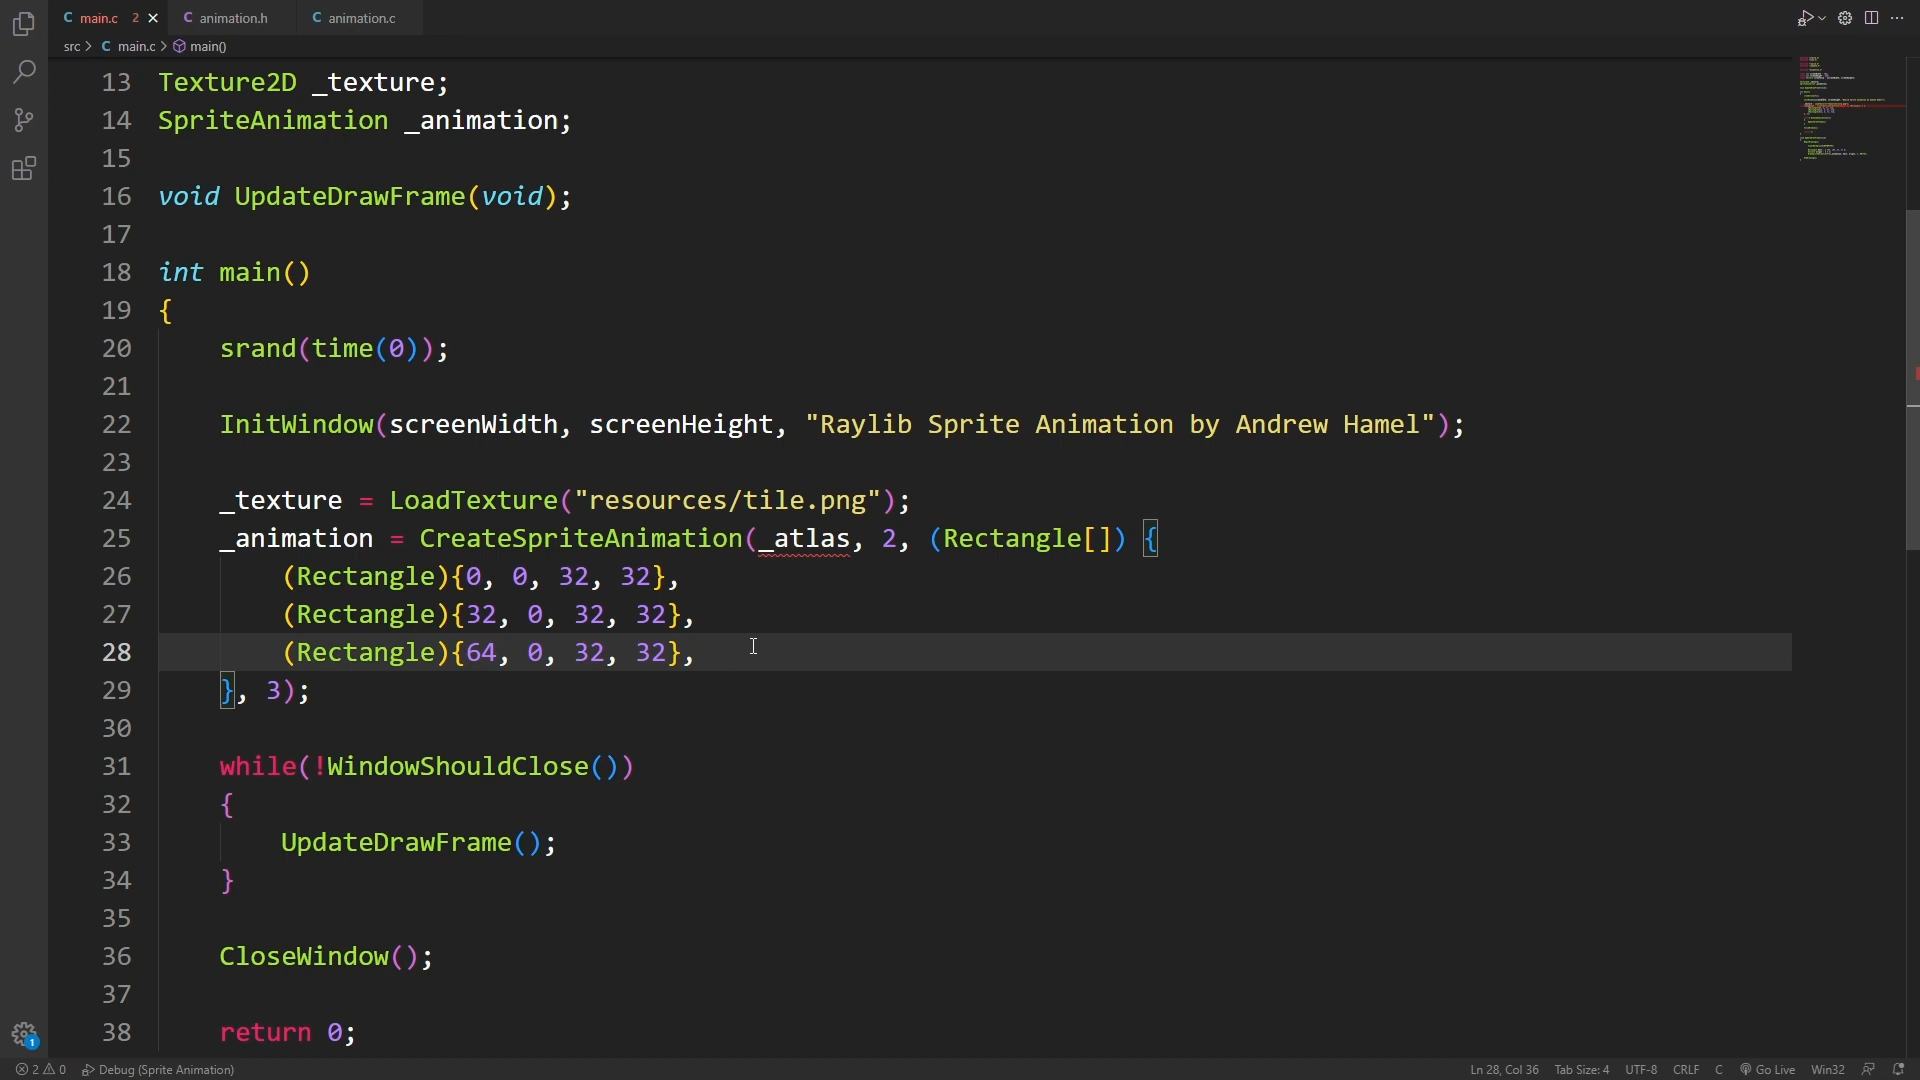 main.c 2 animation.h animation.c
src > main.c > main()
13 Texture2D _texture;
14 SpriteAnimation _animation;
15
16 void UpdateDrawFrame(void);
17
18 int main()
19 {
20 srand(time(0));
21
22 InitWindow(screenWidth, screenHeight, "Raylib Sprite Animation by Andrew Hamel");
23
24 _texture = LoadTexture("resources/tile.png");
25 _animation = CreateSpriteAnimation(_atlas, 2, (Rectangle[]) {
26 (Rectangle){0, 0, 32, 32},
27 (Rectangle){32, 0, 32, 32},
28 (Rectangle){64, 0, 32, 32},
29 }, 3);
30
31 while(!WindowShouldClose())
32 {
33 UpdateDrawFrame();
34 }
35
36 CloseWindow();
37
38 return 0;
1
2 0 Debug (Sprite Animation) Ln 28, Col 36 Tab Size: 4 UTF-8 CRLF C Go Live Win32